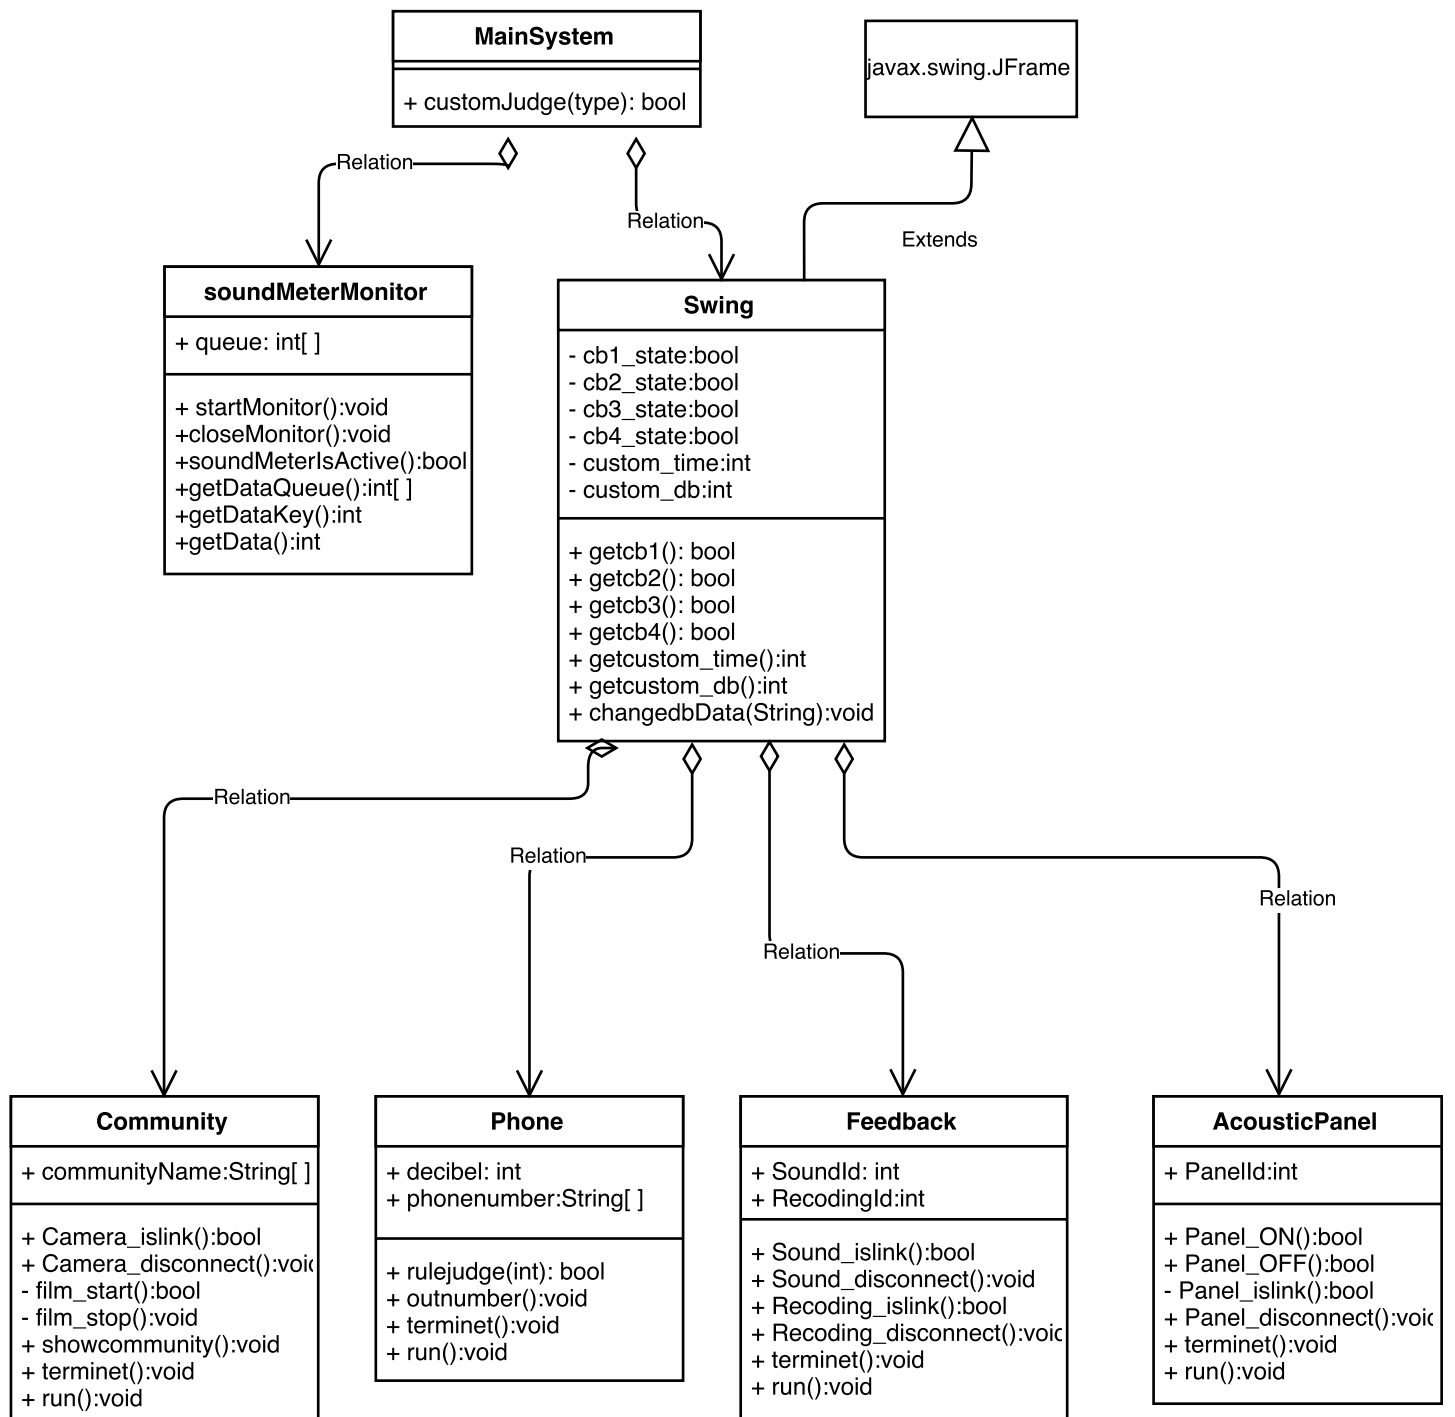 MainSystem
+ customJudge(type): bool
javax.swing.JFrame
Relation
Relation
Extends
soundMeterMonitor
+ queue: int[ ]
+ startMonitor():void
+closeMonitor():void
+soundMeterIsActive():bool
+getDataQueue():int[ ]
+getDataKey():int
+getData():int
Swing
- cb1_state:bool
- cb2_state:bool
- cb3_state:bool
- cb4_state:bool
- custom_time:int
- custom_db:int
+ getcb1(): bool
+ getcb2(): bool
+ getcb3(): bool
+ getcb4(): bool
+ getcustom_time():int
+ getcustom_db():int
+ changedbData(String):void
Relation
Relation
Relation
Relation
Community
+ communityName:String[ ]
+ Camera_islink():bool
+ Camera_disconnect():void
- film_start():bool
- film_stop():void
+ showcommunity():void
+ terminet():void
+ run():void
Phone
+ decibel: int
+ phonenumber:String[ ]
+ rulejudge(int): bool
+ outnumber():void
+ terminet():void
+ run():void
Feedback
+ SoundId: int
+ RecodingId:int
+ Sound_islink():bool
+ Sound_disconnect():void
+ Recoding_islink():bool
+ Recoding_disconnect():void
+ terminet():void
+ run():void
AcousticPanel
+ PanelId:int
+ Panel_ON():bool
+ Panel_OFF():bool
- Panel_islink():bool
+ Panel_disconnect():void
+ terminet():void
+ run():void